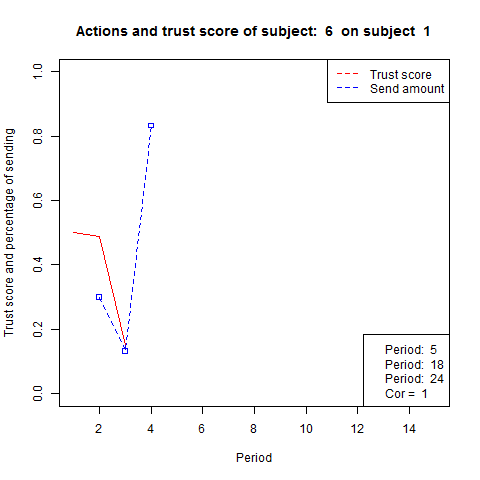 Actions and trust score of subject:  6  on subject  1
Trust score
Send amount
Trust score and percentage of sending
1.0
0.8
0.6
0.4
0.2
0.0
Period:  5
Period:  18
Period:  24
Cor =  1
2 4 6 8 10 12 14
Period